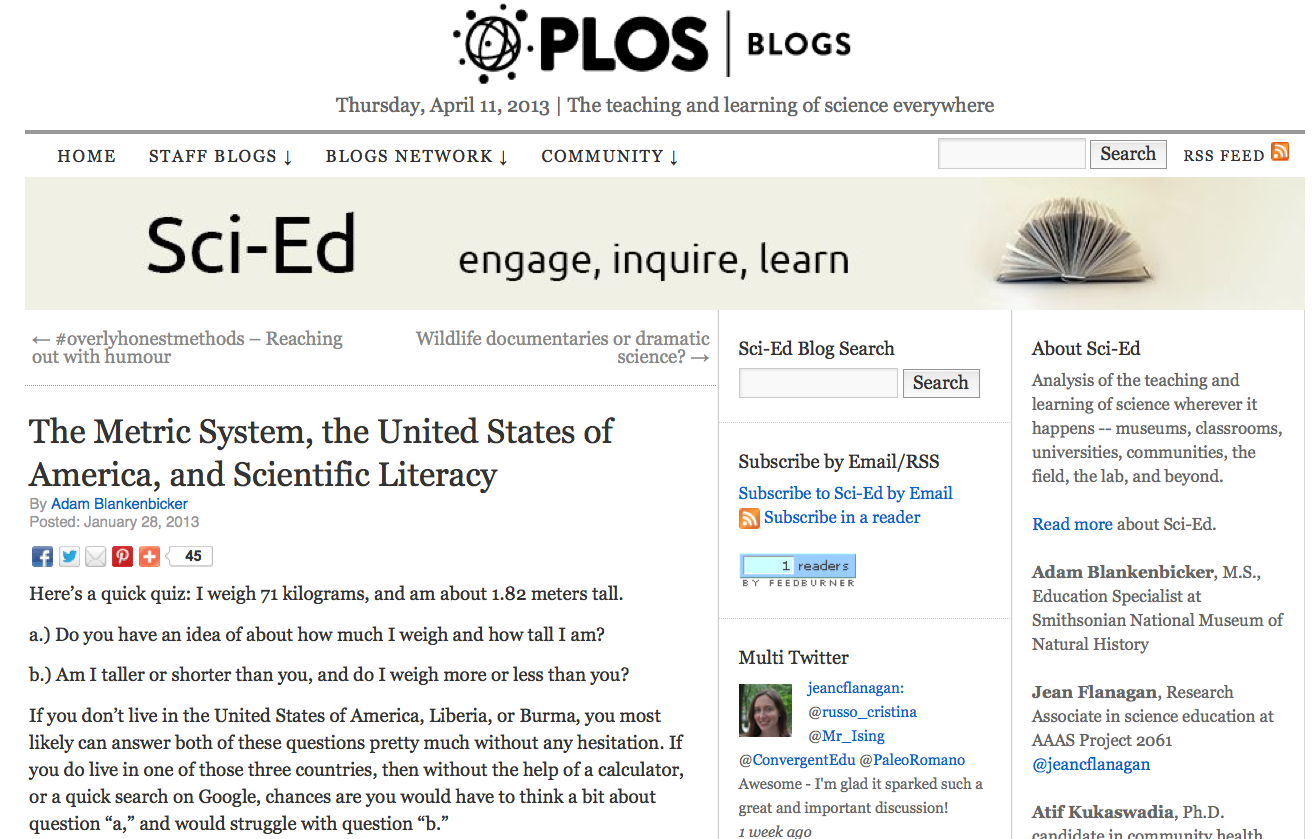 PLOS | BLOGS
Thursday, April 11, 2013 | The teaching and learning of science everywhere
HOME STAFF BLOGS ↓ BLOGS NETWORK ↓ COMMUNITY ↓ Search RSS FEED
Sci-Ed engage, inquire, learn
← #overlyhonestmethods – Reaching
out with humour
Wildlife documentaries or dramatic
science? →
The Metric System, the United States of
America, and Scientific Literacy
By Adam Blankenbicker
Posted: January 28, 2013
45
Here’s a quick quiz: I weigh 71 kilograms, and am about 1.82 meters tall.
a.) Do you have an idea of about how much I weigh and how tall I am?
b.) Am I taller or shorter than you, and do I weigh more or less than you?
If you don’t live in the United States of America, Liberia, or Burma, you most
likely can answer both of these questions pretty much without any hesitation. If
you do live in one of those three countries, then without the help of a calculator,
or a quick search on Google, chances are you would have to think a bit about
question “a,” and would struggle with question “b.”
Sci-Ed Blog Search
Search
Subscribe by Email/RSS
Subscribe to Sci-Ed by Email
Subscribe in a reader
1 readers
BY FEEDBURNER
Multi Twitter
jeancflanagan:
@russo_cristina
@Mr_Ising
@ConvergentEdu @PaleoRomano
Awesome - I'm glad it sparked such a
great and important discussion!
1 week ago
About Sci-Ed
Analysis of the teaching and
learning of science wherever it
happens -- museums, classrooms,
universities, communities, the
field, the lab, and beyond.
Read more about Sci-Ed.
Adam Blankenbicker, M.S.,
Education Specialist at
Smithsonian National Museum of
Natural History
Jean Flanagan, Research
Associate in science education at
AAAS Project 2061
@jeancflanagan
Atif Kukaswadia, Ph.D.
candidate in community health